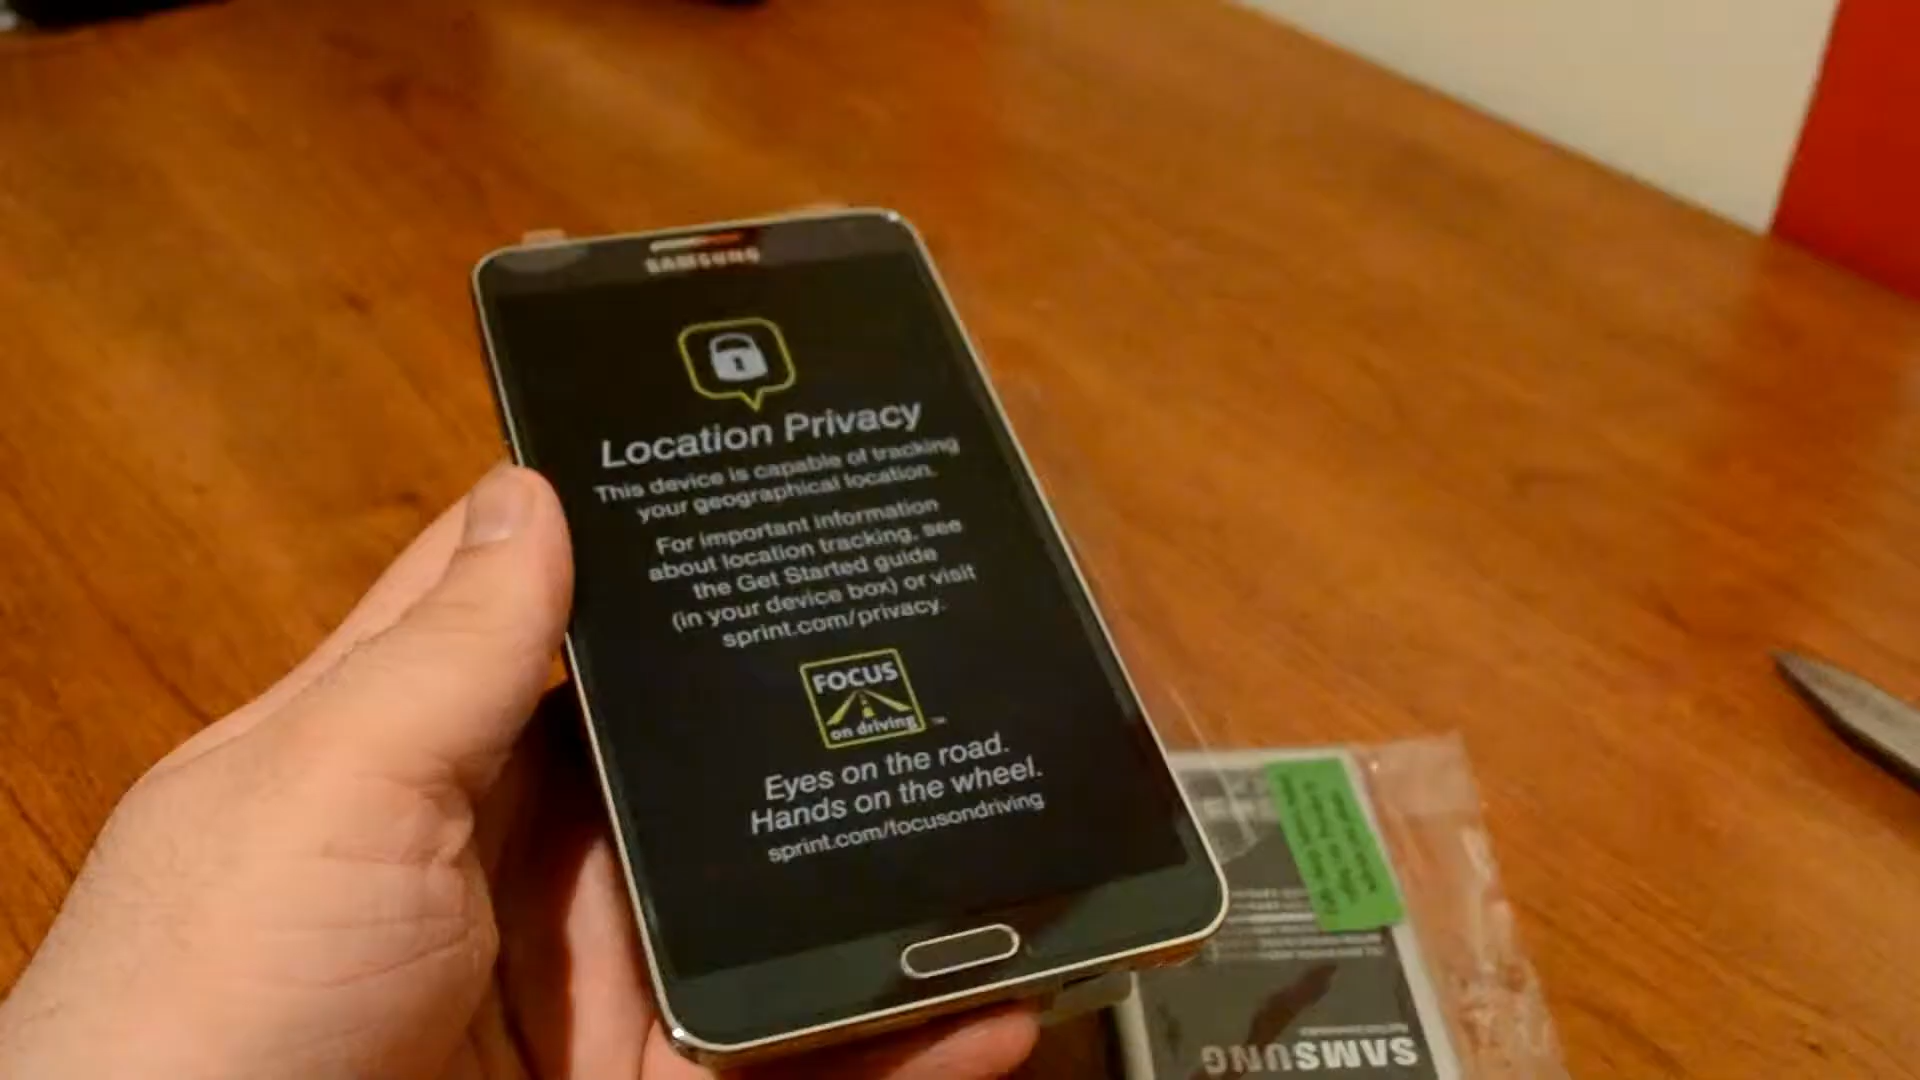 SAMSUNG
Location Privacy
This device is capable of tracking
your geographical location.
For important information
about location tracking, see
the Get Started guide
(in your device box) or visit
sprint.com/privacy.
FOCUS
on driving™
Eyes on the road.
Hands on the wheel.
sprint.com/focusondriving
SAMSUNG